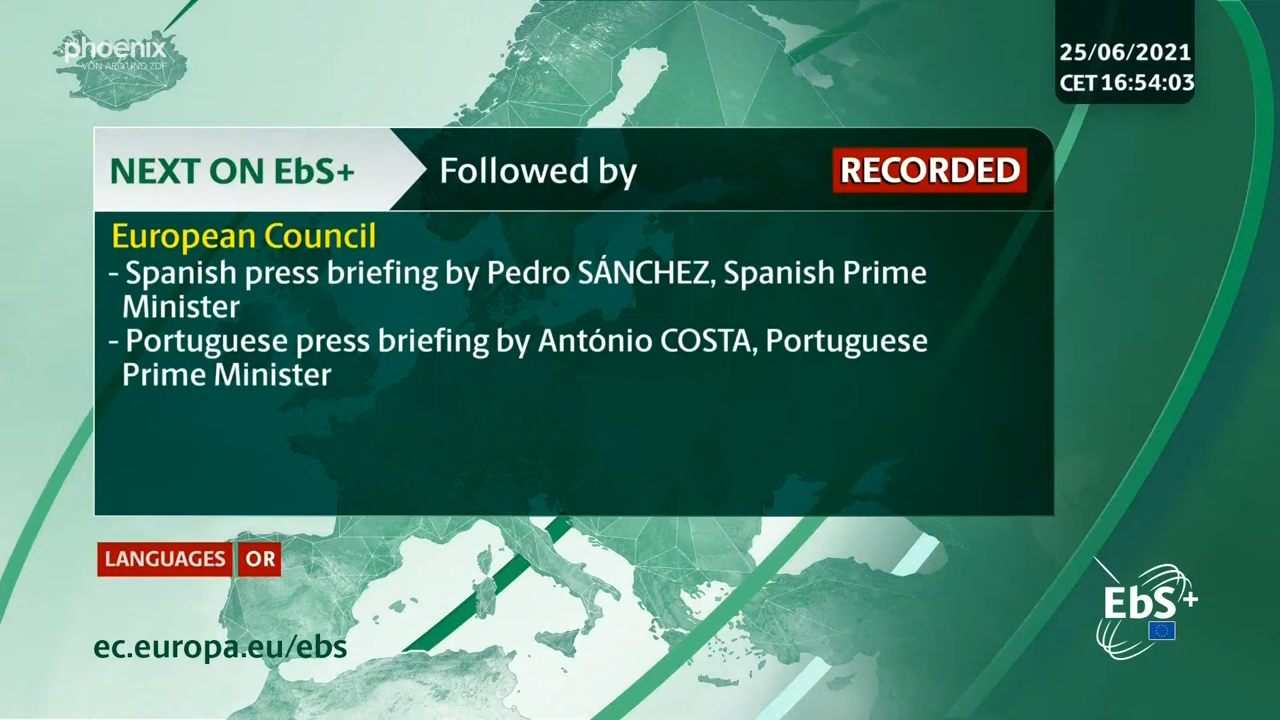 phoenix
VON ARD UND ZDF
25/06/2021
CET 16:54:03
NEXT ON EbS+
Followed by
RECORDED
European Council
- Spanish press briefing by Pedro SÁNCHEZ, Spanish Prime
Minister
- Portuguese press briefing by António COSTA, Portuguese
Prime Minister
LANGUAGES OR
EbS+
ec.europa.eu/ebs